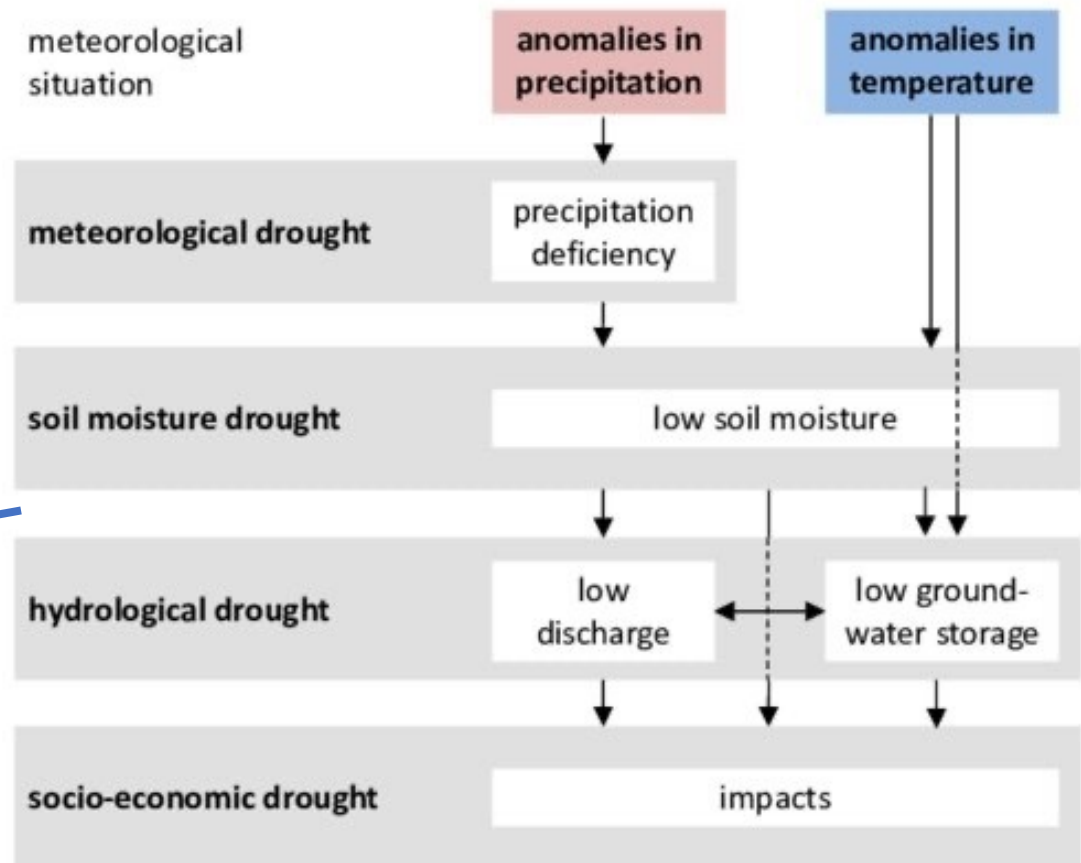 meteorological
situation
anomalies in
precipitation
anomalies in
temperature
meteorological drought
precipitation
deficiency
soil moisture drought
low soil moisture
hydrological drought
low
discharge
low ground-
water storage
socio-economic drought
impacts